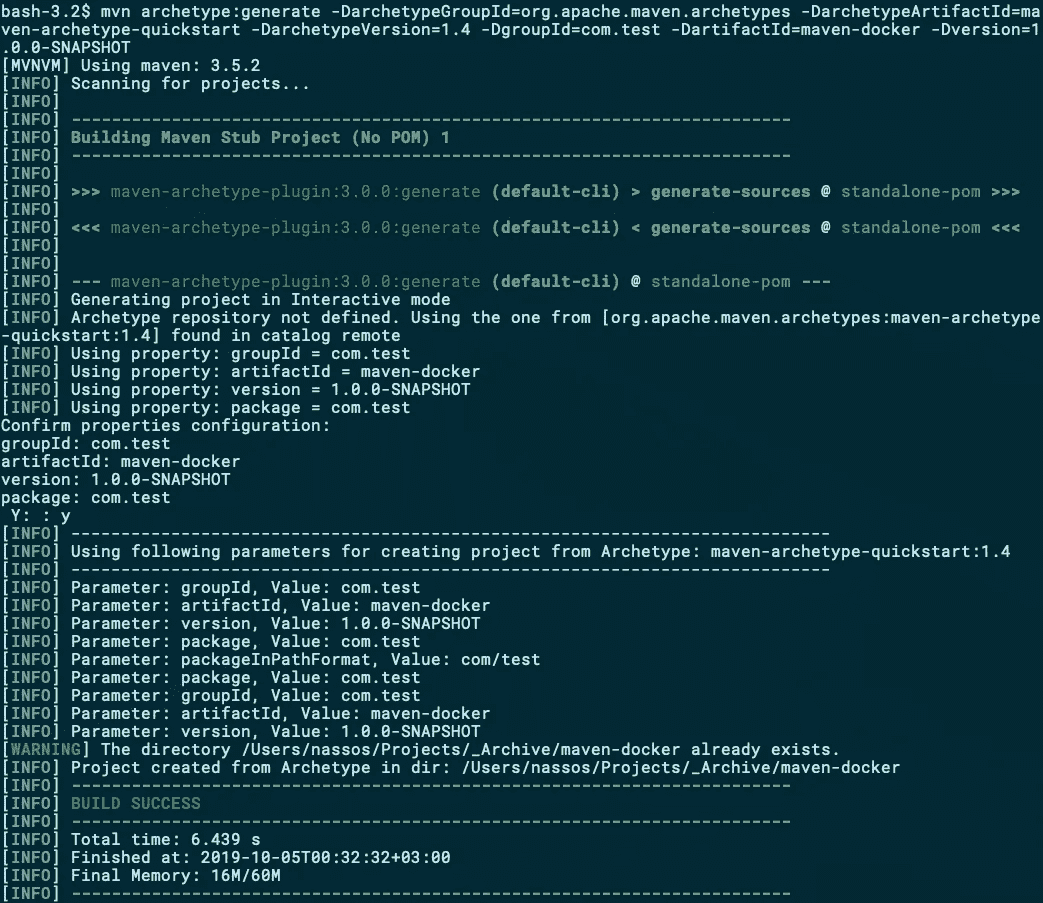 bash-3.2$ mvn archetype:generate -DarchetypeGroupId=org.apache.maven.archetypes -DarchetypeArtifactId=ma
ven-archetype-quickstart -DarchetypeVersion=1.4 -DgroupId=com.test -DartifactId=maven-docker -Dversion=1
.0.0-SNAPSHOT
[MVNVM] Using maven: 3.5.2
[INFO] Scanning for projects...
[INFO]
[INFO] ------------------------------------------------------------------------
[INFO] Building Maven Stub Project (No POM) 1
[INFO] ------------------------------------------------------------------------
[INFO]
[INFO] >>> maven-archetype-plugin:3.0.0:generate (default-cli) > generate-sources @ standalone-pom >>>
[INFO]
[INFO] <<< maven-archetype-plugin:3.0.0:generate (default-cli) < generate-sources @ standalone-pom <<<
[INFO]
[INFO]
[INFO] --- maven-archetype-plugin:3.0.0:generate (default-cli) @ standalone-pom ---
[INFO] Generating project in Interactive mode
[INFO] Archetype repository not defined. Using the one from [org.apache.maven.archetypes:maven-archetype
-quickstart:1.4] found in catalog remote
[INFO] Using property: groupId = com.test
[INFO] Using property: artifactId = maven-docker
[INFO] Using property: version = 1.0.0-SNAPSHOT
[INFO] Using property: package = com.test
Confirm properties configuration:
groupId: com.test
artifactId: maven-docker
version: 1.0.0-SNAPSHOT
package: com.test
 Y: : y
[INFO] ----------------------------------------------------------------------------
[INFO] Using following parameters for creating project from Archetype: maven-archetype-quickstart:1.4
[INFO] ----------------------------------------------------------------------------
[INFO] Parameter: groupId, Value: com.test
[INFO] Parameter: artifactId, Value: maven-docker
[INFO] Parameter: version, Value: 1.0.0-SNAPSHOT
[INFO] Parameter: package, Value: com.test
[INFO] Parameter: packageInPathFormat, Value: com/test
[INFO] Parameter: package, Value: com.test
[INFO] Parameter: groupId, Value: com.test
[INFO] Parameter: artifactId, Value: maven-docker
[INFO] Parameter: version, Value: 1.0.0-SNAPSHOT
[WARNING] The directory /Users/nassos/Projects/_Archive/maven-docker already exists.
[INFO] Project created from Archetype in dir: /Users/nassos/Projects/_Archive/maven-docker
[INFO] ------------------------------------------------------------------------
[INFO] BUILD SUCCESS
[INFO] ------------------------------------------------------------------------
[INFO] Total time: 6.439 s
[INFO] Finished at: 2019-10-05T00:32:32+03:00
[INFO] Final Memory: 16M/60M
[INFO] ------------------------------------------------------------------------